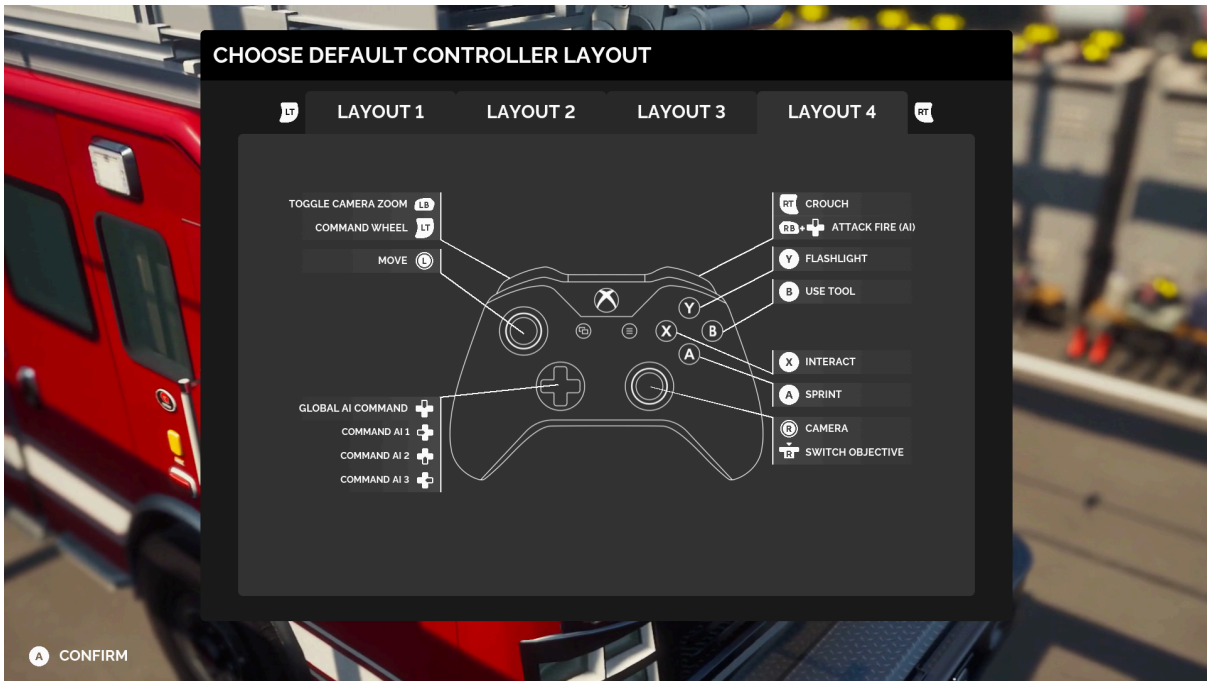 CHOOSE DEFAULT CONTROLLER LAYOUT
LT LAYOUT 1 LAYOUT 2 LAYOUT 3 LAYOUT 4 RT
TOGGLE CAMERA ZOOM LB
COMMAND WHEEL LT
MOVE L
RT CROUCH
RB + ATTACK FIRE (AI)
Y FLASHLIGHT
B USE TOOL
Y
X B
A
X INTERACT
A SPRINT
GLOBAL AI COMMAND
COMMAND AI 1
COMMAND AI 2
COMMAND AI 3
R CAMERA
R SWITCH OBJECTIVE
A CONFIRM